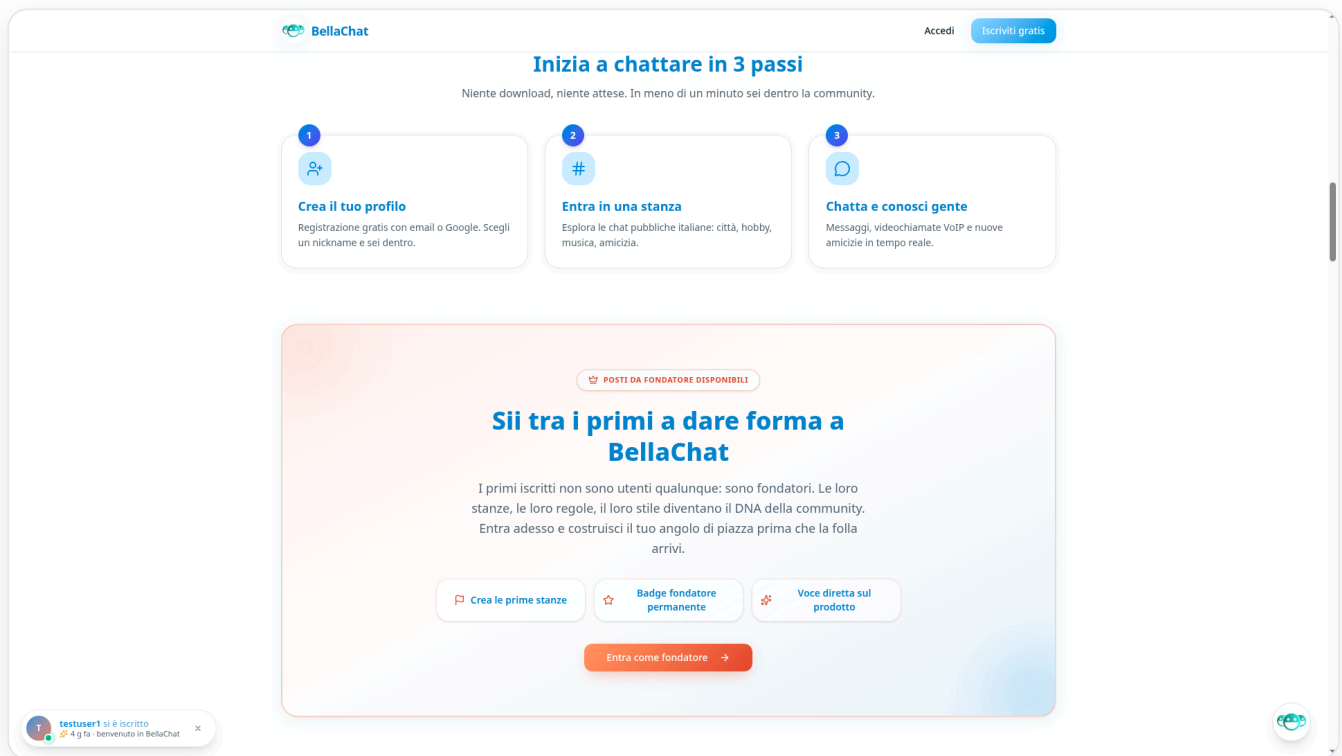 BellaChat
Accedi
Iscriviti gratis
Inizia a chattare in 3 passi
Niente download, niente attese. In meno di un minuto sei dentro la community.
1
Crea il tuo profilo
Registrazione gratis con email o Google. Scegli
un nickname e sei dentro.
2
Entra in una stanza
Esplora le chat pubbliche italiane: città, hobby,
musica, amicizia.
3
Chatta e conosci gente
Messaggi, videochiamate VoIP e nuove
amicizie in tempo reale.
POSTI DA FONDATORE DISPONIBILI
Sii tra i primi a dare forma a
BellaChat
I primi iscritti non sono utenti qualunque: sono fondatori. Le loro
stanze, le loro regole, il loro stile diventano il DNA della community.
Entra adesso e costruisci il tuo angolo di piazza prima che la folla
arrivi.
Crea le prime stanze
Badge fondatore
permanente
Voce diretta sul
prodotto
Entra come fondatore
T
testuser1 si è iscritto
4 g fa · benvenuto in BellaChat